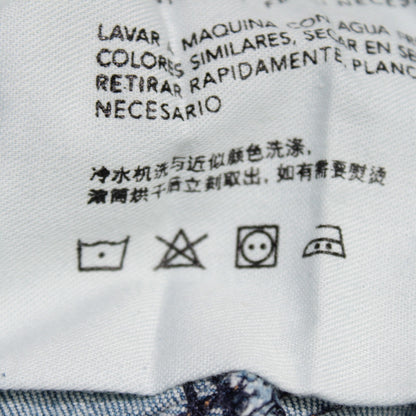 LAVAR A MAQUINA CON AGUA
COLORES SIMILARES, SECAR EN SE
RETIRAR RAPIDAMENTE, PLANC
NECESARIO
冷水机洗与近似颜色洗涤,
滚筒烘干后立刻取出,如有需要熨烫